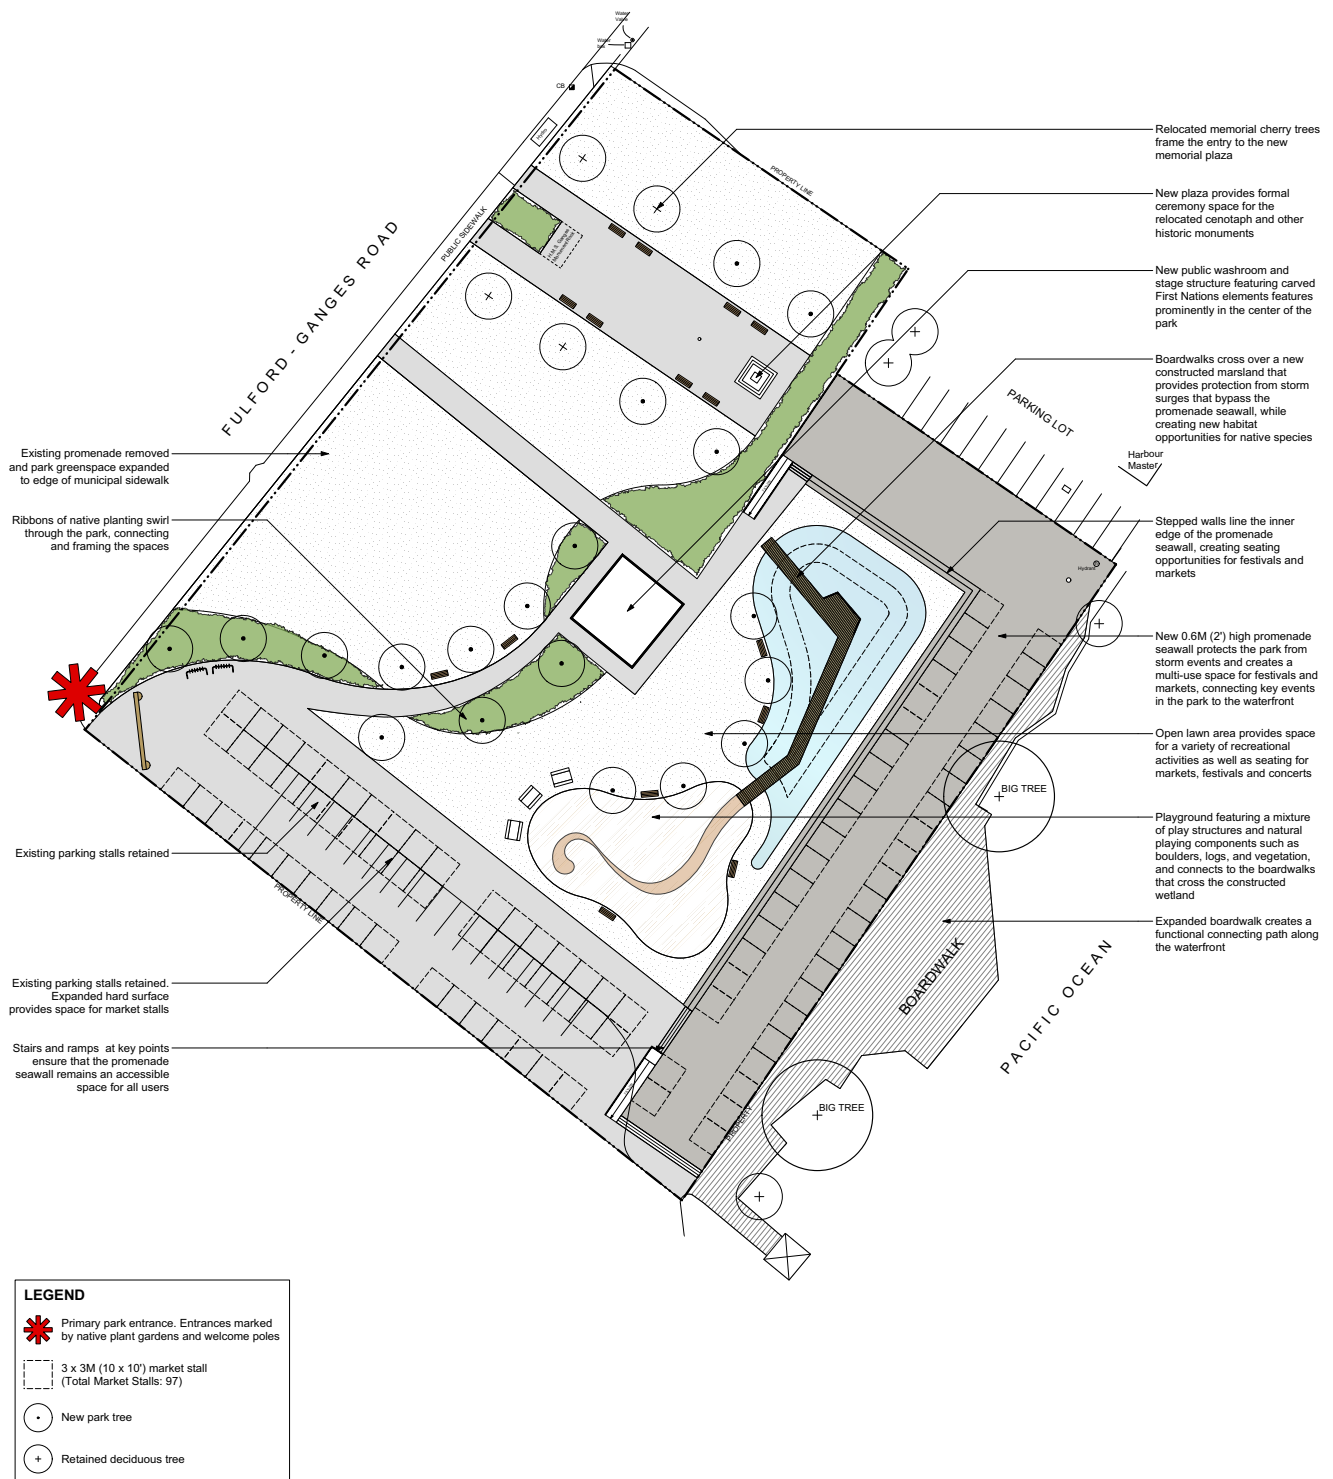 Water
Valve
Water
box
CB
Hydro
PROPERTY LINE
PUBLIC SIDEWALK
FULFORD - GANGES ROAD
Relocated memorial cherry trees
frame the entry to the new
memorial plaza
New plaza provides formal
ceremony space for the
relocated cenotaph and other
historic monuments
New public washroom and
stage structure featuring carved
First Nations elements features
prominently in the center of the
park
Boardwalks cross over a new
constructed marsland that
provides protection from storm
surges that bypass the
promenade seawall, while
creating new habitat
opportunities for native species
PARKING LOT
Harbour
Master
Existing promenade removed
and park greenspace expanded
to edge of municipal sidewalk
Ribbons of native planting swirl
through the park, connecting
and framing the spaces
Stepped walls line the inner
edge of the promenade
seawall, creating seating
opportunities for festivals and
markets
Hydrant
New 0.6M (2') high promenade
seawall protects the park from
storm events and creates a
multi-use space for festivals and
markets, connecting key events
in the park to the waterfront
Open lawn area provides space
for a variety of recreational
activities as well as seating for
markets, festivals and concerts
BIG TREE
Playground featuring a mixture
of play structures and natural
playing components such as
boulders, logs, and vegetation,
and connects to the boardwalks
that cross the constructed
wetland
Existing parking stalls retained
PROPERTY LINE
Expanded boardwalk creates a
functional connecting path along
the waterfront
BOARDWALK
PACIFIC OCEAN
Existing parking stalls retained.
Expanded hard surface
provides space for market stalls
Stairs and ramps at key points
ensure that the promenade
seawall remains an accessible
space for all users
BIG TREE
PROPERTY
LEGEND
Primary park entrance. Entrances marked
by native plant gardens and welcome poles
3 x 3M (10 x 10') market stall
(Total Market Stalls: 97)
New park tree
Retained deciduous tree